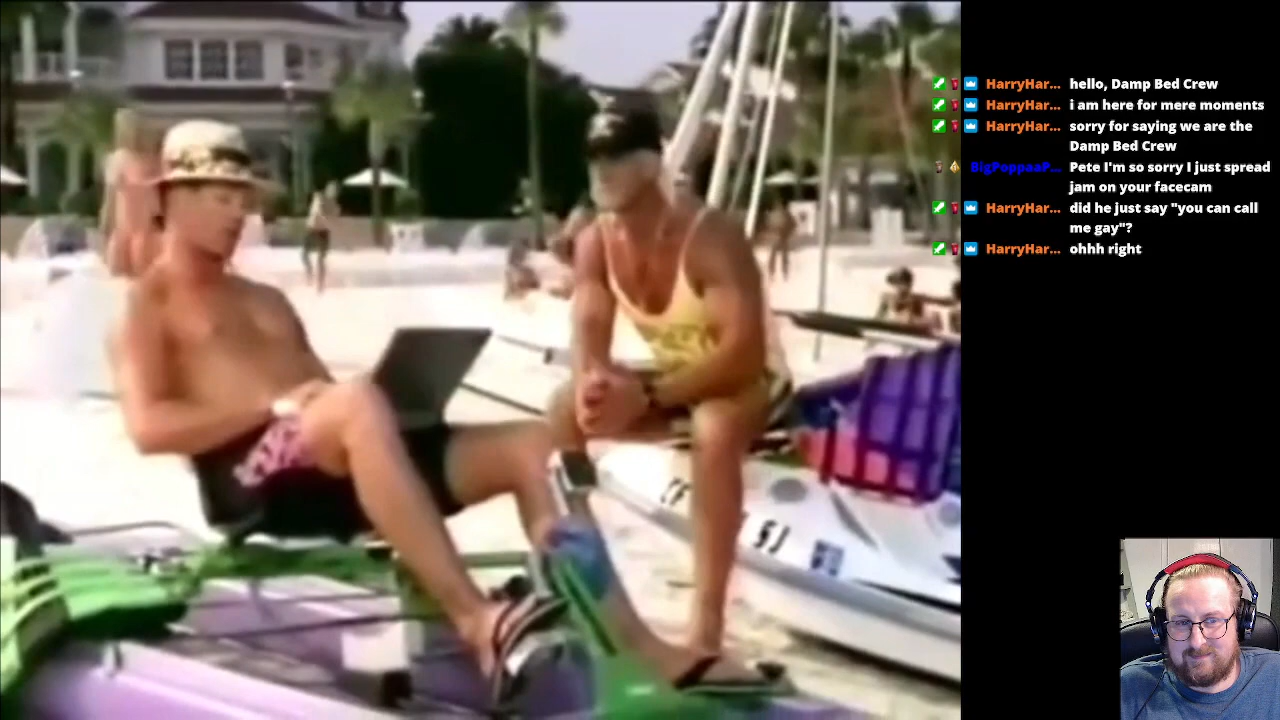 HarryHar... hello, Damp Bed Crew
HarryHar... i am here for mere moments
HarryHar... sorry for saying we are the
Damp Bed Crew
BigPoppaaP... Pete I'm so sorry I just spread
jam on your facecam
HarryHar... did he just say "you can call
me gay"?
HarryHar... ohhh right
CF
SJ